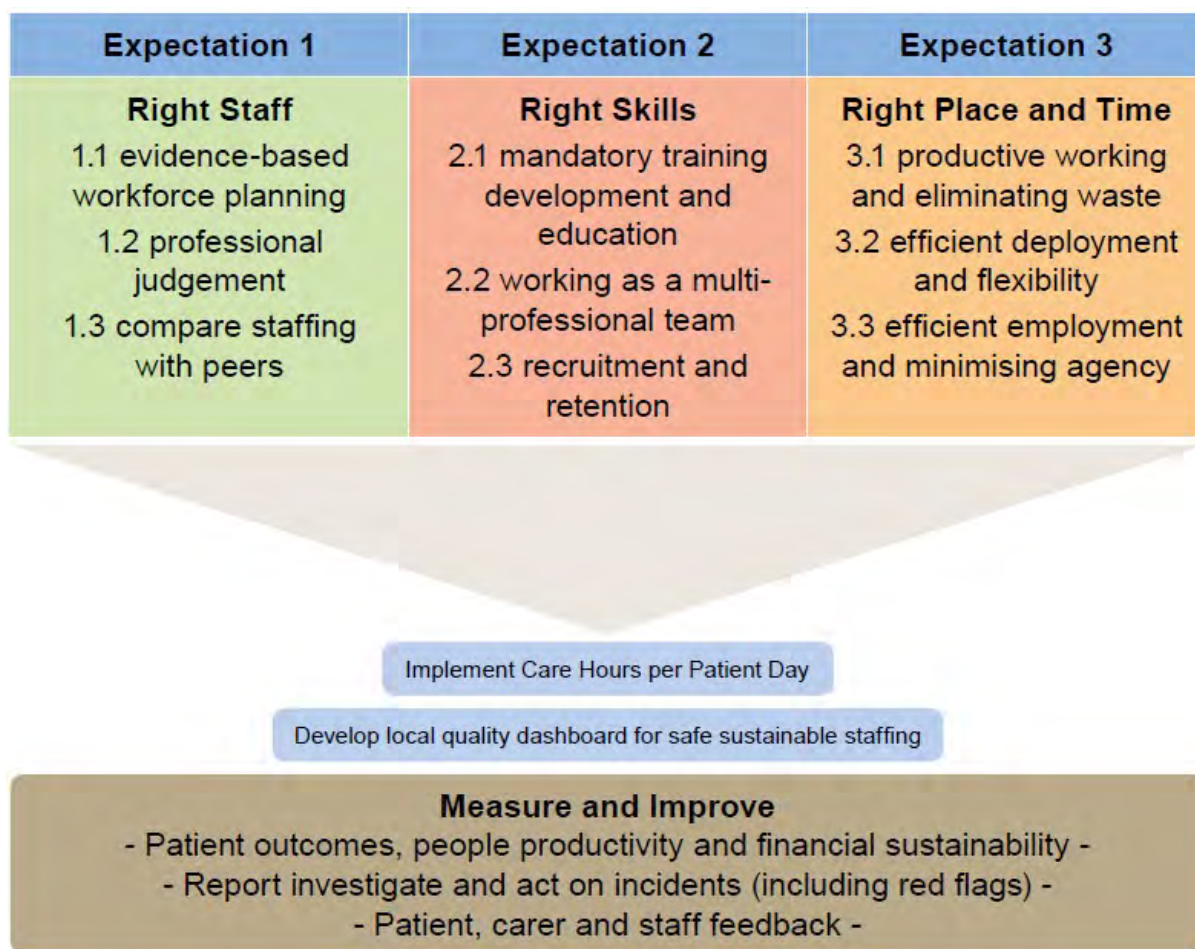 Expectation 1
Expectation 2
Expectation 3
Right Staff
1.1 evidence-based
workforce planning
1.2 professional
judgement
1.3 compare staffing
with peers
Right Skills
2.1 mandatory training
development and
education
2.2 working as a multi-
professional team
2.3 recruitment and
retention
Right Place and Time
3.1 productive working
and eliminating waste
3.2 efficient deployment
and flexibility
3.3 efficient employment
and minimising agency
Implement Care Hours per Patient Day
Develop local quality dashboard for safe sustainable staffing
Measure and Improve
- Patient outcomes, people productivity and financial sustainability -
- Report investigate and act on incidents (including red flags) -
- Patient, carer and staff feedback -